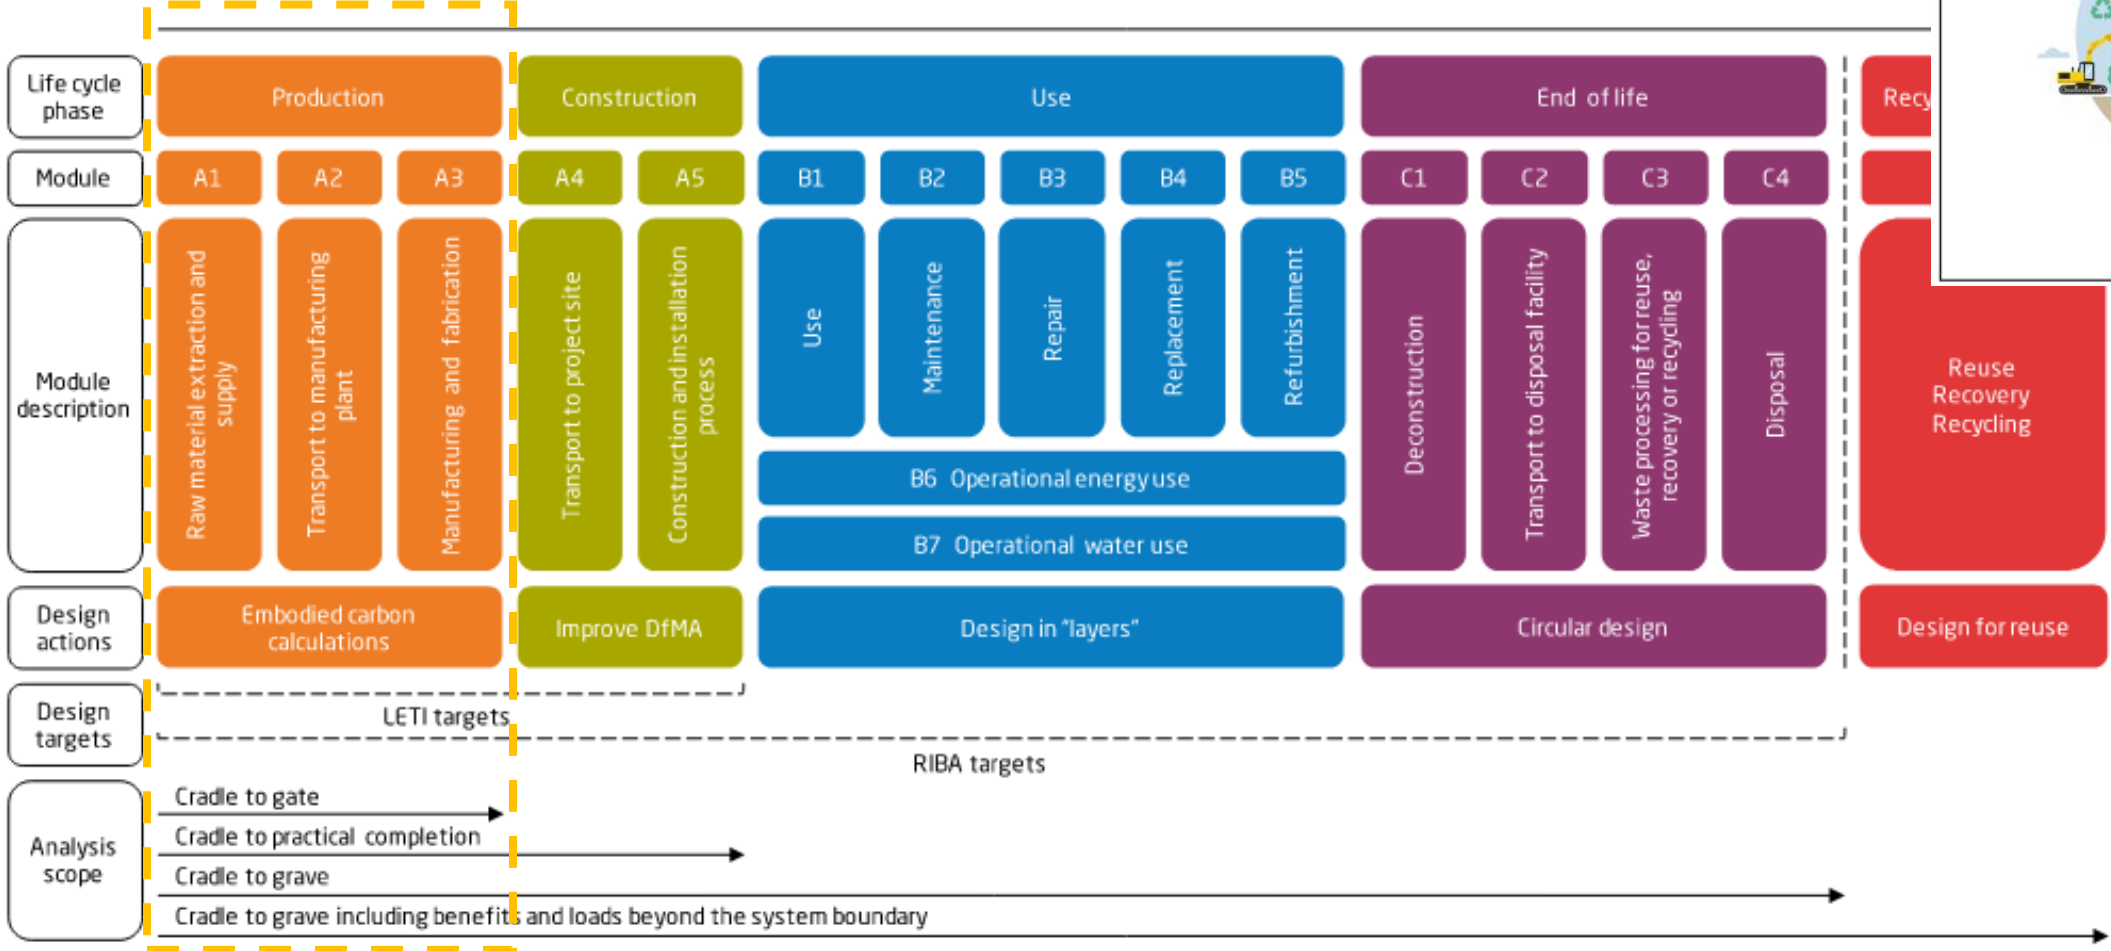 Life cycle
phase
Production
Construction
Use
End of life
Module
A1
A2
A3
A4
A5
B1
B2
B3
B4
B5
C1
C2
C3
C4
Module
description
Raw material extraction and
supply
Transport to manufacturing
plant
Manufacturing and fabrication
Transport to project site
Construction and installation
process
Use
Maintenance
Repair
Replacement
Refurbishment
B6 Operational energy use
B7 Operational water use
Deconstruction
Transport to disposal facility
Waste processing for reuse,
recovery or recycling
Disposal
Reuse
Recovery
Recycling
Design
actions
Embodied carbon
calculations
Improve DfMA
Design in "layers"
Circular design
Design for reuse
Design
targets
LETI targets
RIBA targets
Analysis
scope
Cradle to gate
Cradle to practical completion
Cradle to grave
Cradle to grave including benefits and loads beyond the system boundary